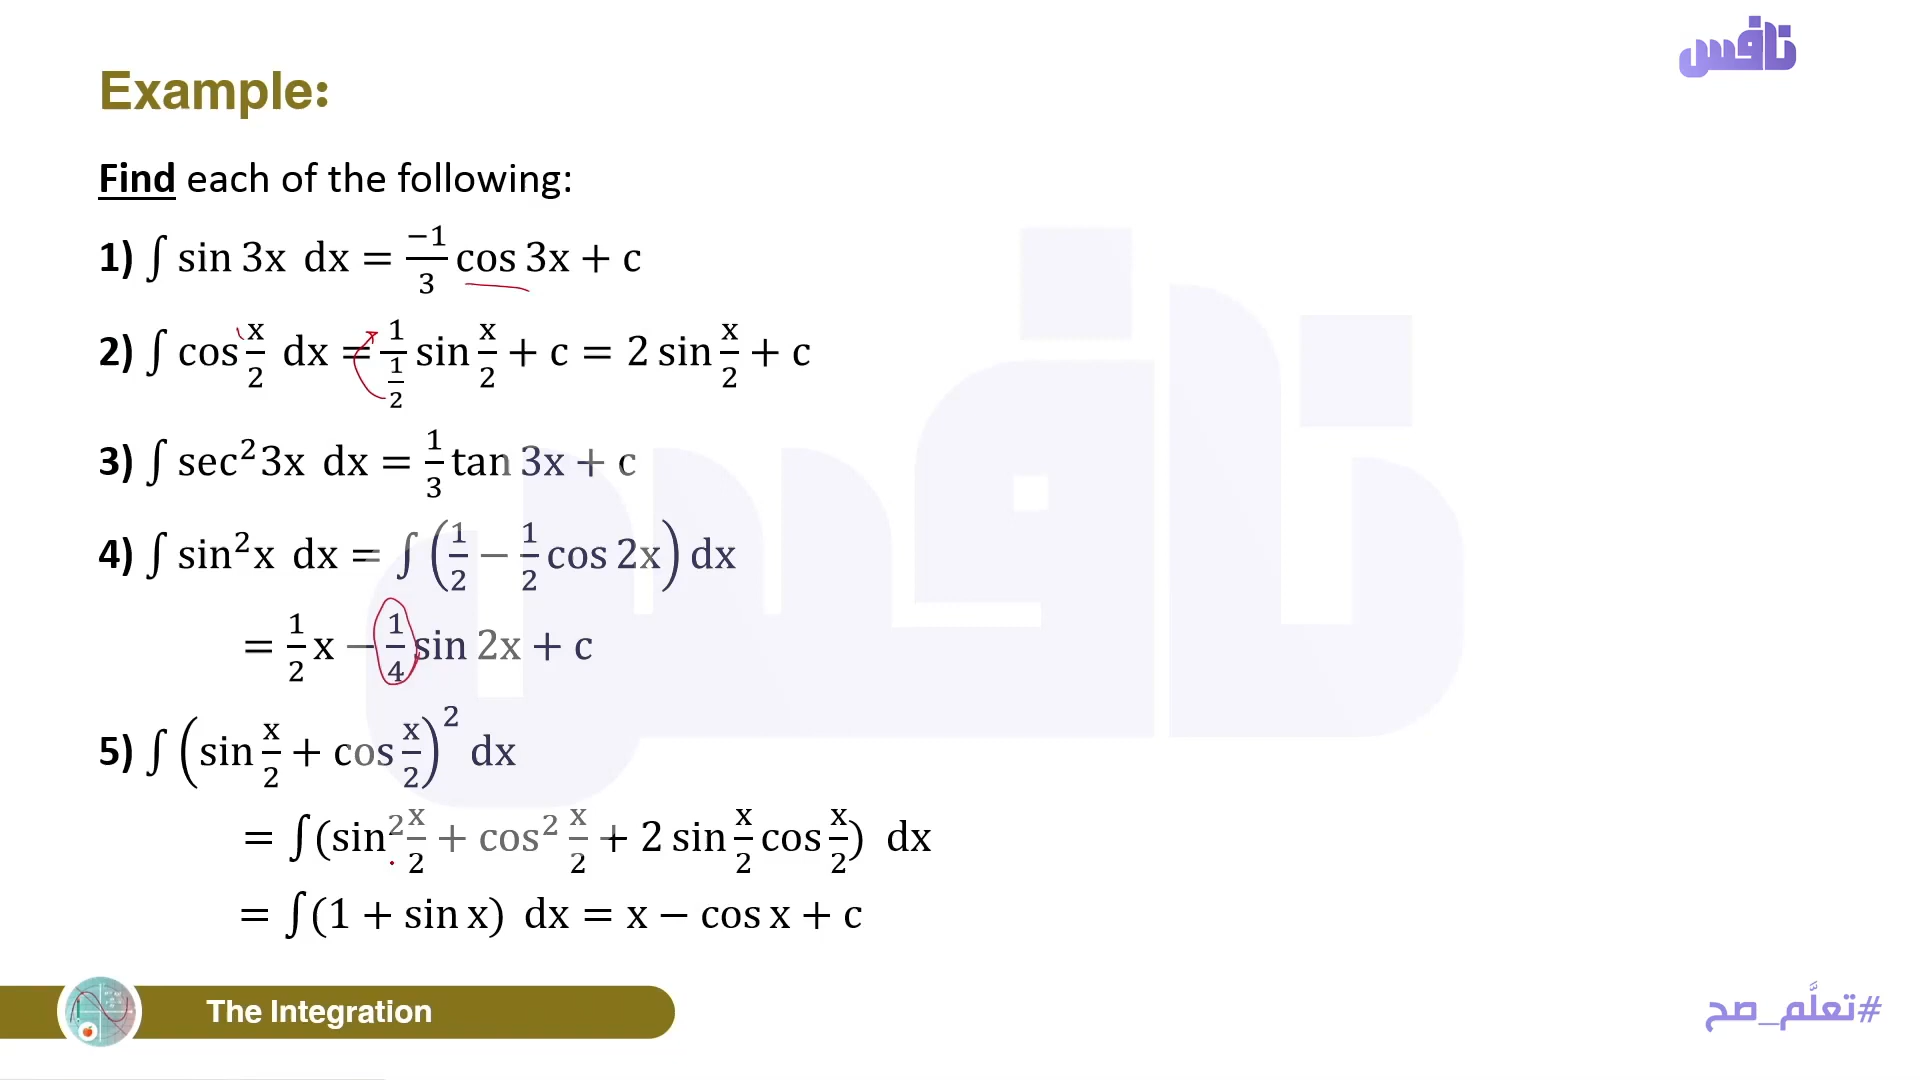 نافس
Example:
Find each of the following:
1) ∫ sin 3x dx = −1/3 cos 3x + c
2) ∫ cos x/2 dx = 1/(1/2) sin x/2 + c = 2 sin x/2 + c
3) ∫ sec²3x dx = 1/3 tan 3x + c
4) ∫ sin²x dx = ∫ (1/2 − 1/2 cos 2x) dx
= 1/2 x − 1/4 sin 2x + c
5) ∫ (sin x/2 + cos x/2)² dx
= ∫(sin² x/2 + cos² x/2 + 2 sin x/2 cos x/2) dx
= ∫(1 + sin x) dx = x − cos x + c
The Integration
#تعلَّم_صح